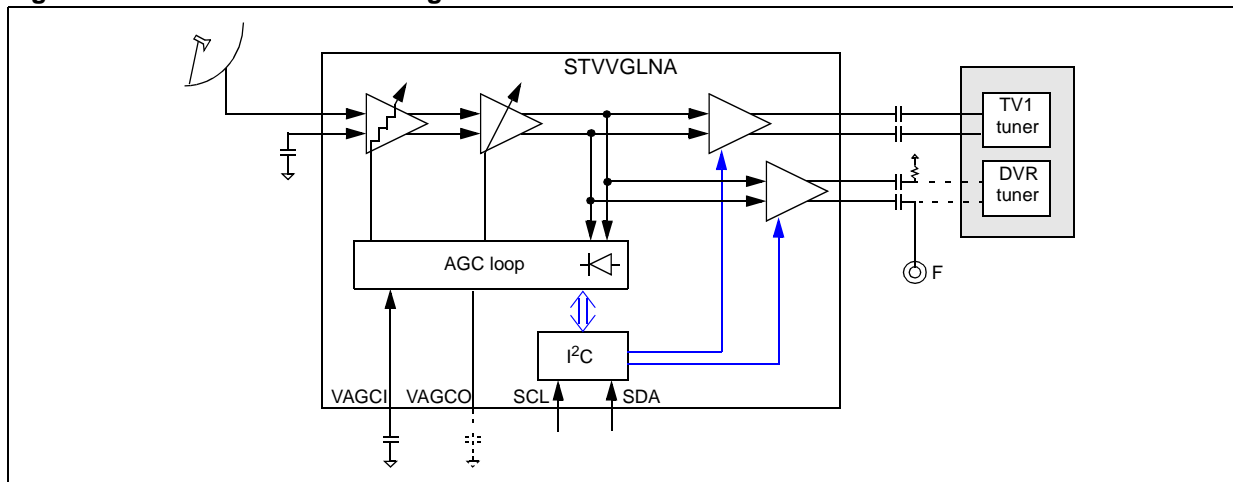 STVVGLNA
TV1
tuner
DVR
tuner
AGC loop
F
I²C
VAGCI VAGCO SCL SDA